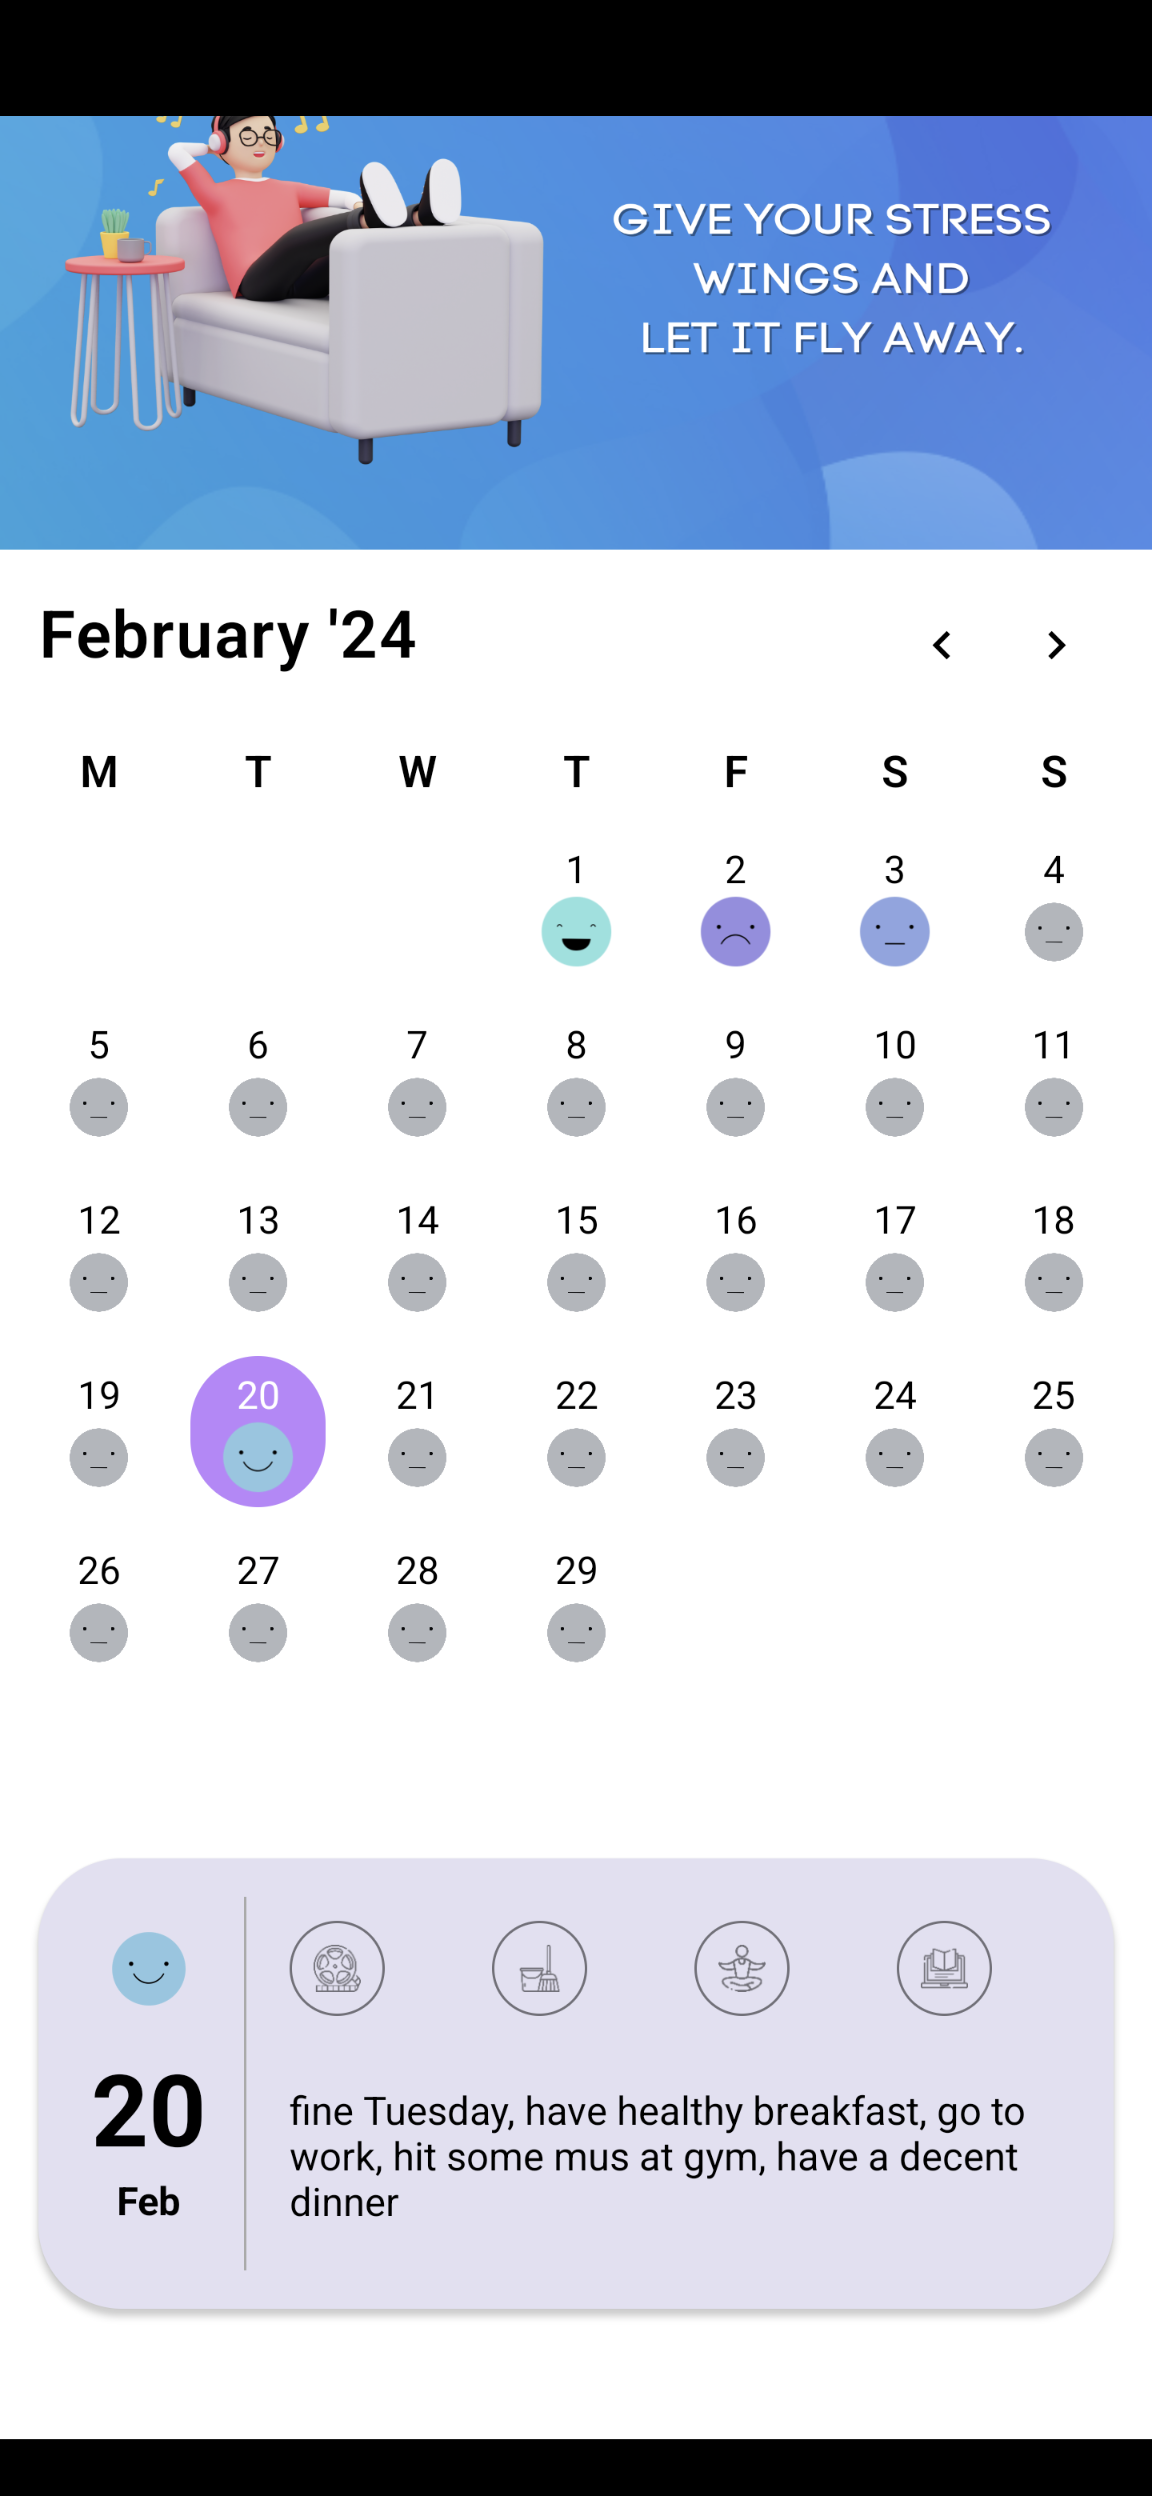 GIVE YOUR STRESS
WINGS AND
LET IT FLY AWAY.
February '24
M T W T F S S
1 2 3 4
5 6 7 8 9 10 11
12 13 14 15 16 17 18
19 20 21 22 23 24 25
26 27 28 29
20
Feb
fine Tuesday, have healthy breakfast, go to
work, hit some mus at gym, have a decent
dinner